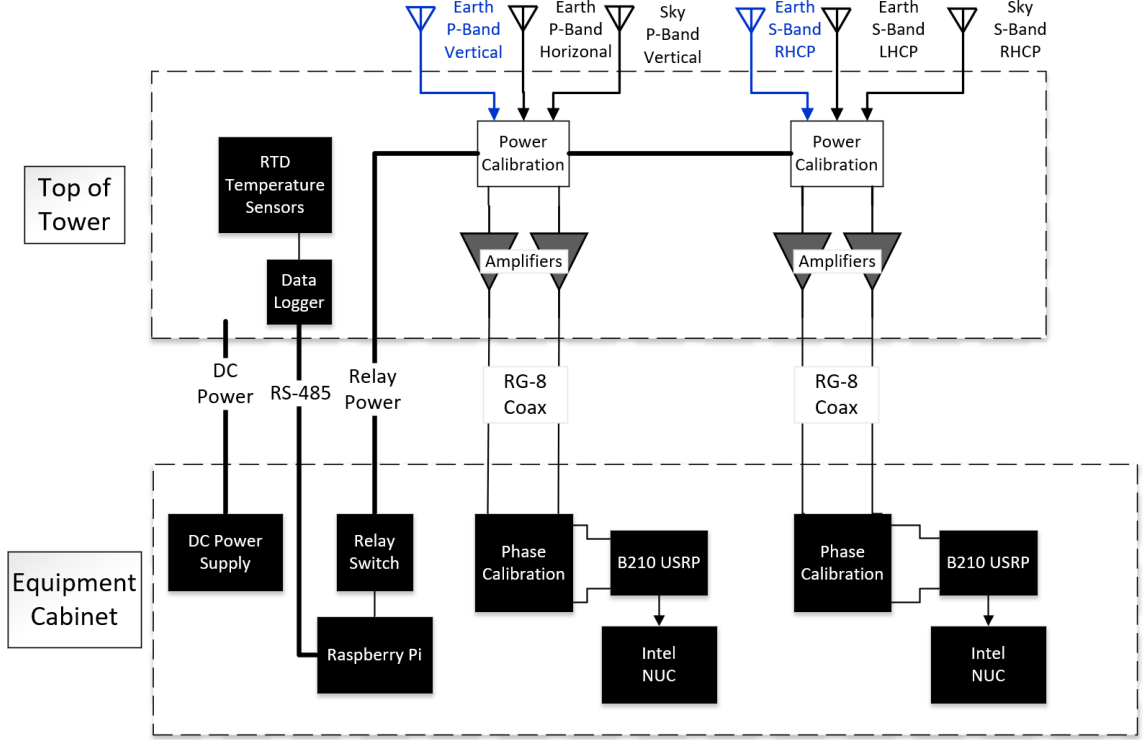 Earth
P-Band
Vertical
Earth
P-Band
Horizonal
Sky
P-Band
Vertical
Earth
S-Band
RHCP
Earth
S-Band
LHCP
Sky
S-Band
RHCP
Top of
Tower
RTD
Temperature
Sensors
Data
Logger
Power
Calibration
Power
Calibration
Amplifiers
Amplifiers
DC
Power
RS-485
Relay
Power
RG-8
Coax
RG-8
Coax
Equipment
Cabinet
DC Power
Supply
Relay
Switch
Raspberry Pi
Phase
Calibration
B210 USRP
Intel
NUC
Phase
Calibration
B210 USRP
Intel
NUC